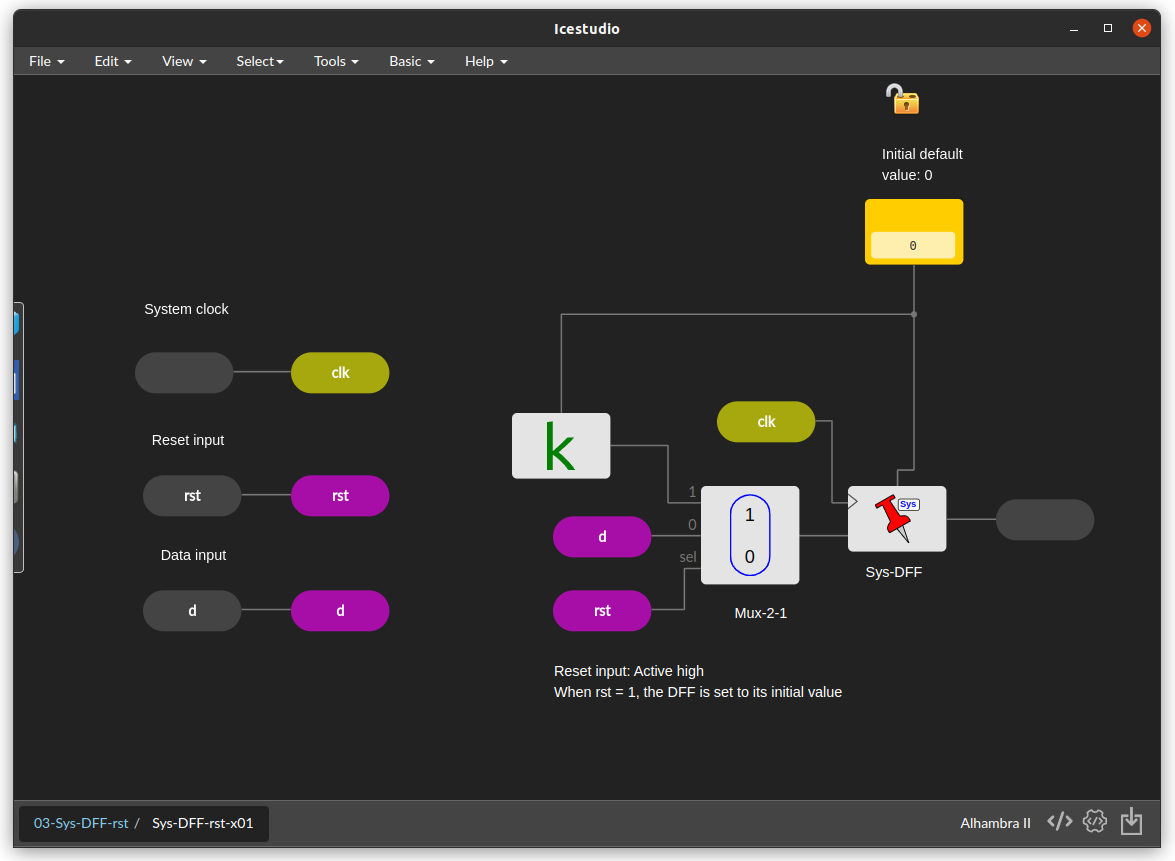 Icestudio
File Edit View Select Tools Basic Help
Initial default
value: 0
0
System clock
clk
Reset input
rst rst
Data input
d d
k
clk
1
0
sel
d
rst
1
0
Mux-2-1
Sys
Sys-DFF
Reset input: Active high
When rst = 1, the DFF is set to its initial value
03-Sys-DFF-rst / Sys-DFF-rst-x01
Alhambra II </>